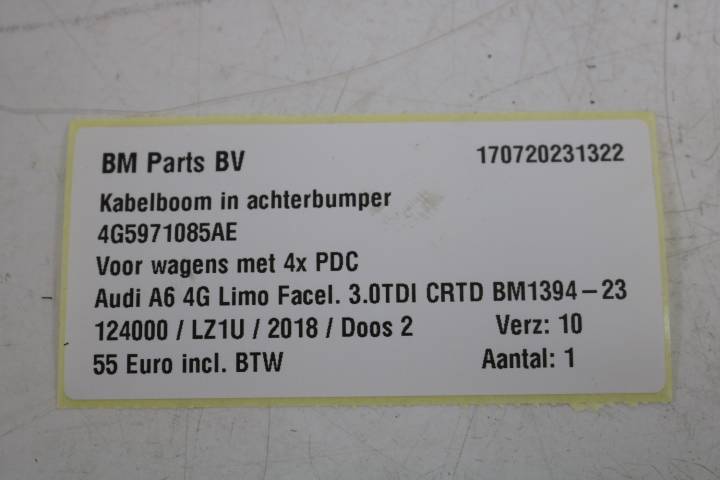 BM Parts BV 170720231322
Kabelboom in achterbumper
4G5971085AE
Voor wagens met 4x PDC
Audi A6 4G Limo Facel. 3.0TDI CRTD BM1394-23
124000 / LZ1U / 2018 / Doos 2 Verz: 10
55 Euro incl. BTW Aantal: 1